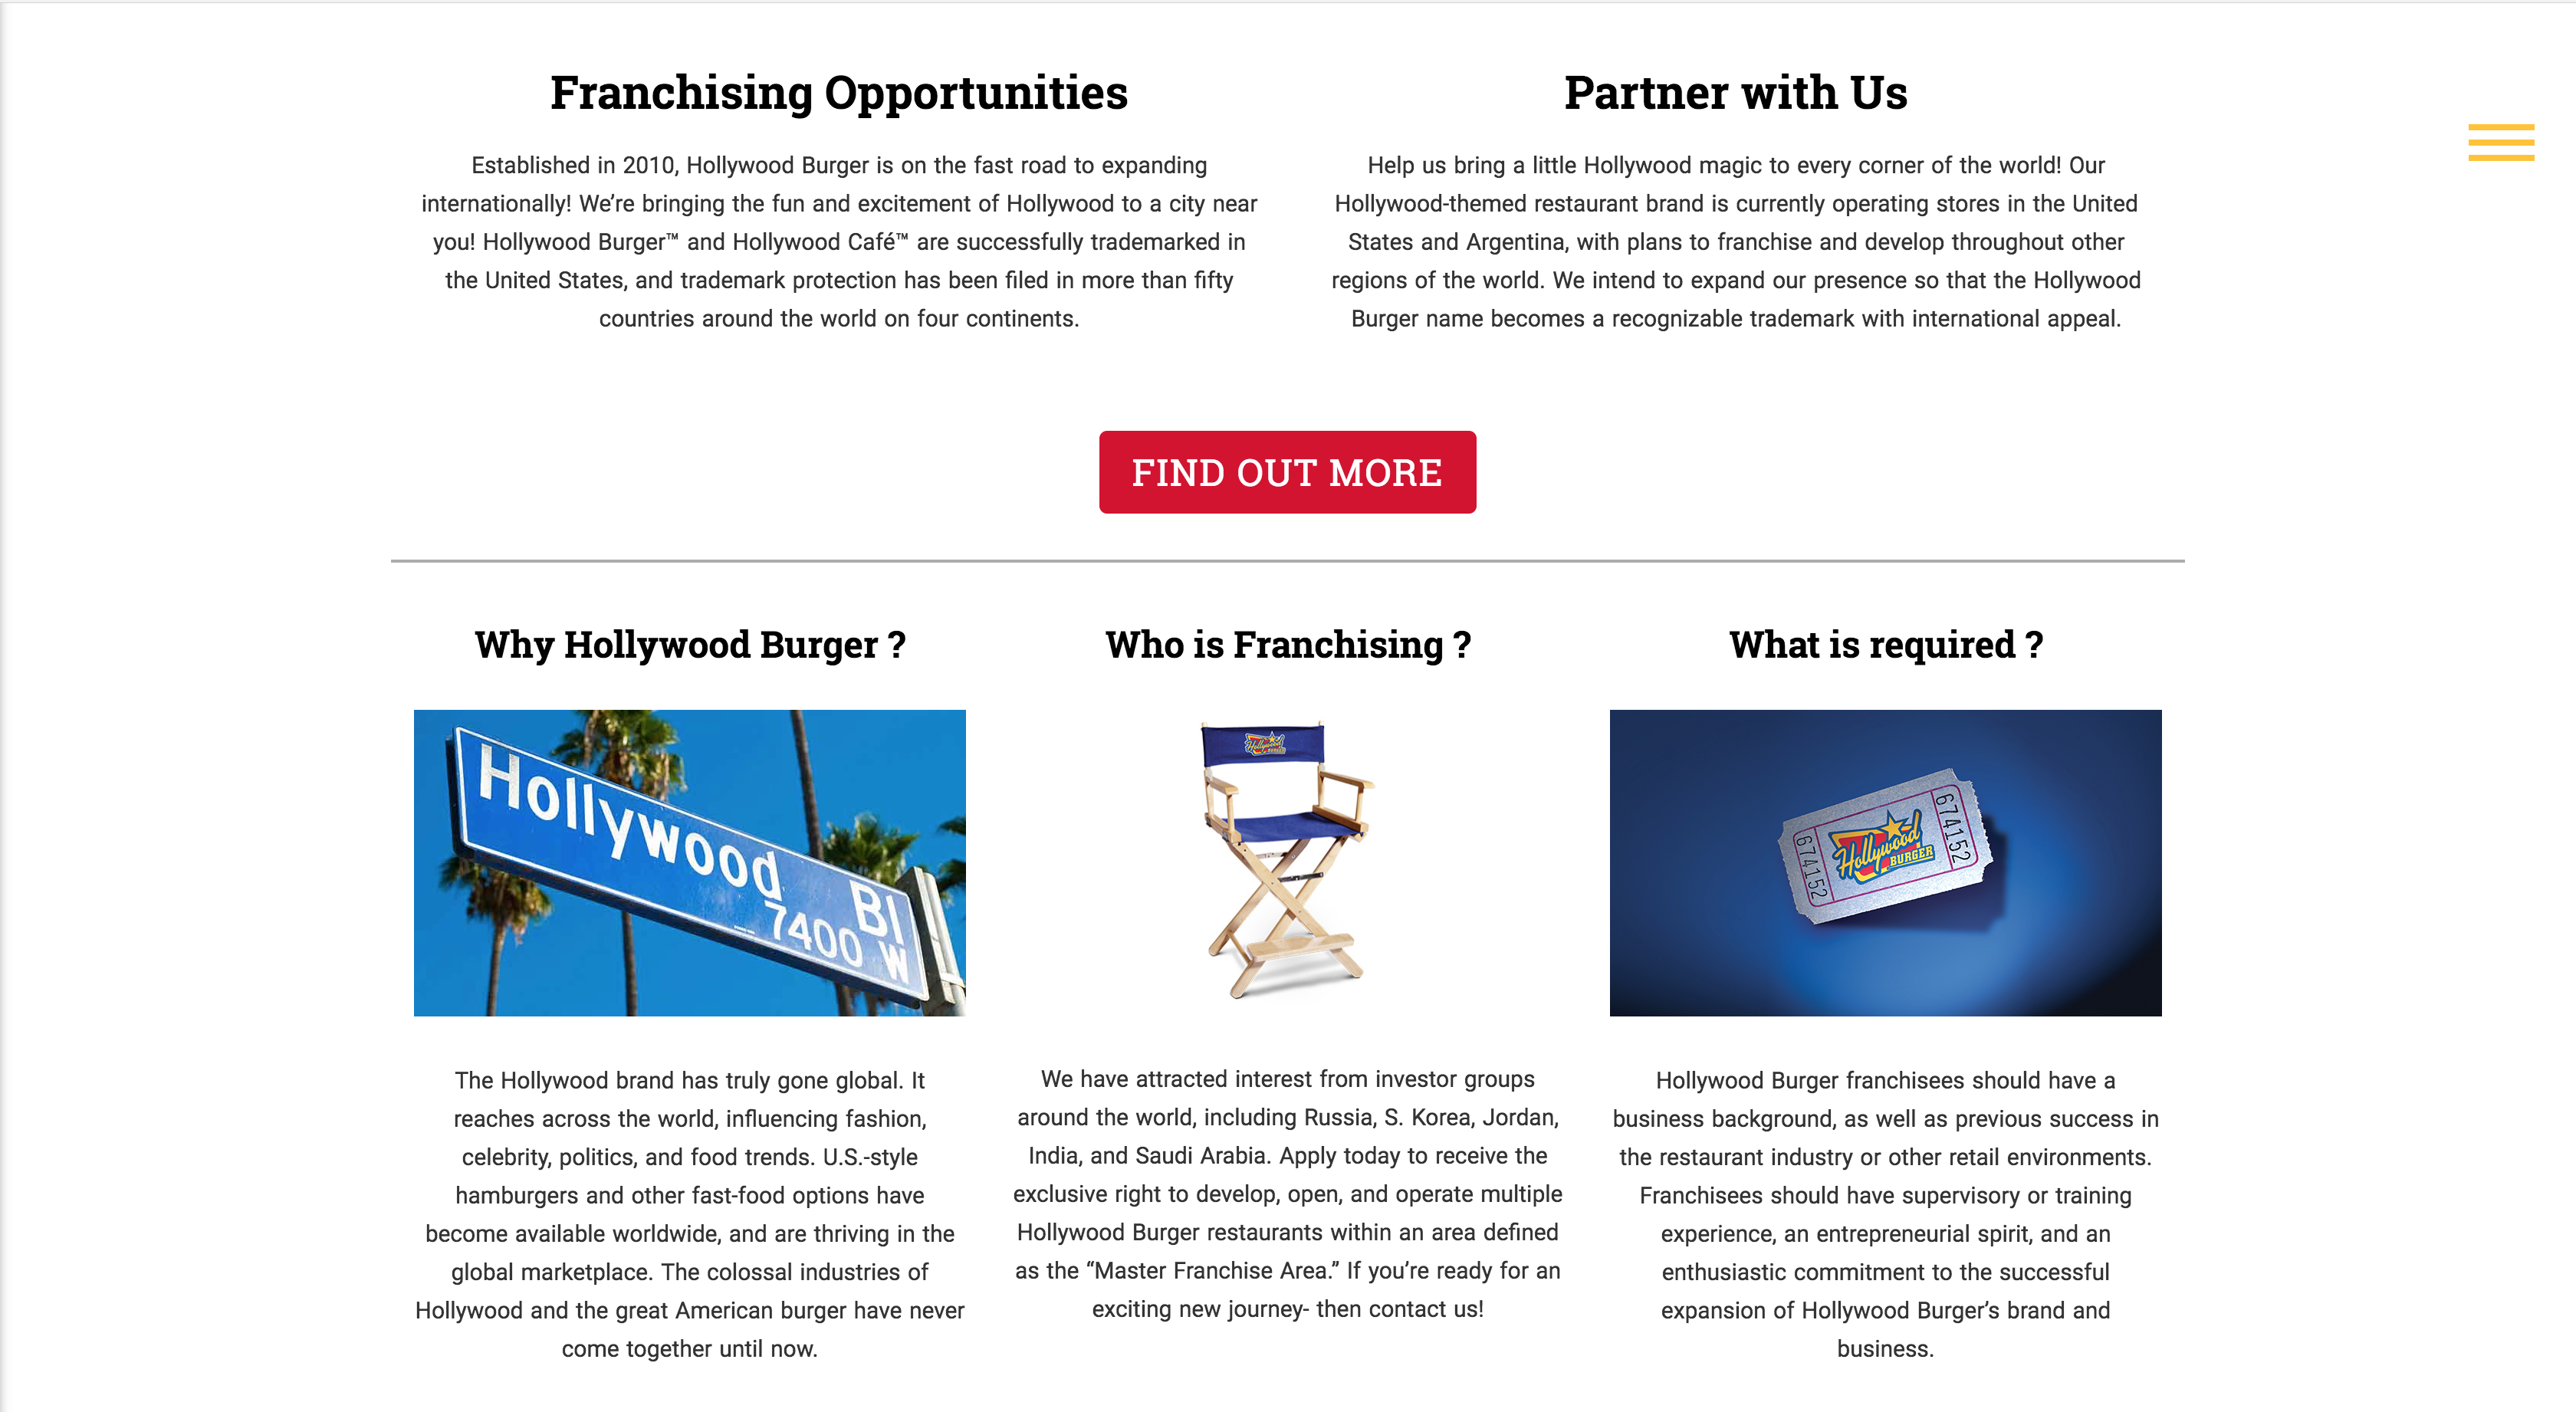 Franchising Opportunities
Established in 2010, Hollywood Burger is on the fast road to expanding
internationally! We’re bringing the fun and excitement of Hollywood to a city near
you! Hollywood Burger™ and Hollywood Café™ are successfully trademarked in
the United States, and trademark protection has been filed in more than fifty
countries around the world on four continents.
Partner with Us
Help us bring a little Hollywood magic to every corner of the world! Our
Hollywood-themed restaurant brand is currently operating stores in the United
States and Argentina, with plans to franchise and develop throughout other
regions of the world. We intend to expand our presence so that the Hollywood
Burger name becomes a recognizable trademark with international appeal.
FIND OUT MORE
Why Hollywood Burger ?
Hollywood Bl
7400 W
The Hollywood brand has truly gone global. It
reaches across the world, influencing fashion,
celebrity, politics, and food trends. U.S.-style
hamburgers and other fast-food options have
become available worldwide, and are thriving in the
global marketplace. The colossal industries of
Hollywood and the great American burger have never
come together until now.
Who is Franchising ?
Hollywood
We have attracted interest from investor groups
around the world, including Russia, S. Korea, Jordan,
India, and Saudi Arabia. Apply today to receive the
exclusive right to develop, open, and operate multiple
Hollywood Burger restaurants within an area defined
as the “Master Franchise Area.” If you’re ready for an
exciting new journey- then contact us!
What is required ?
674152
Hollywood
BURGER
674152
Hollywood Burger franchisees should have a
business background, as well as previous success in
the restaurant industry or other retail environments.
Franchisees should have supervisory or training
experience, an entrepreneurial spirit, and an
enthusiastic commitment to the successful
expansion of Hollywood Burger’s brand and
business.